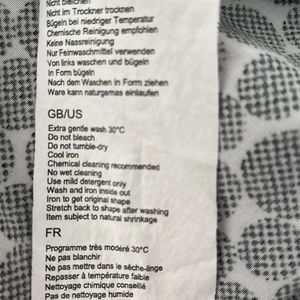 Nicht bleichen
Nicht im Trockner trocknen
Bügeln bei niedriger Temperatur
Chemische Reinigung empfohlen
Keine Nassreinigung
Nur Feinwaschmittel verwenden
Von links waschen und bügeln
In Form bügeln
Nach dem Waschen in Form ziehen
Ware kann naturgemaes einlaufen
GB/US
Extra gentle wash 30°C
Do not bleach
Do not tumble-dry
Cool iron
Chemical cleaning recommended
No wet cleaning
Use mild detergent only
Wash and iron inside out
Iron to get original shape
Stretch back to shape after washing
Item subject to natural shrinkage
FR
Programme très modéré 30°C
Ne pas blanchir
Ne pas mettre dans le sèche-linge
Repasser à température faible
Nettoyage chimique conseillé
Pas de nettoyage humide